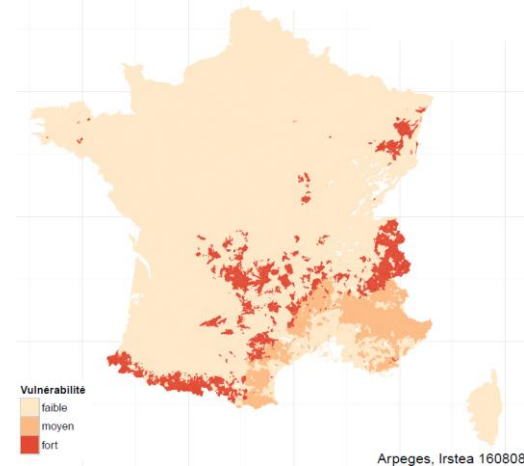 Vulnérabilité
faible
moyen
fort
Arpeges, Irstea 160808